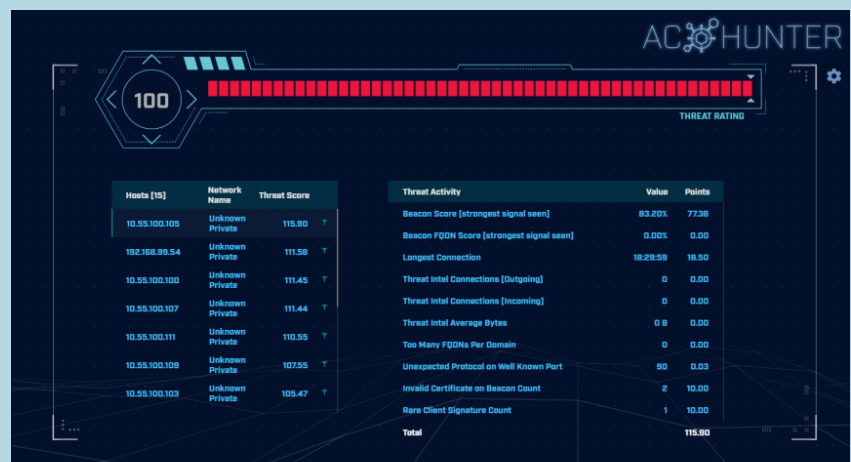 AC HUNTER
100
THREAT RATING
Hosts [15] Network Name Threat Score
10.55.100.105 Unknown Private 115.90
192.168.99.54 Unknown Private 111.58
10.55.100.100 Unknown Private 111.45
10.55.100.107 Unknown Private 111.44
10.55.100.111 Unknown Private 110.55
10.55.100.109 Unknown Private 107.55
10.55.100.103 Unknown Private 105.47
Threat Activity Value Points
Beacon Score [strongest signal seen] 83.20% 77.38
Beacon FQDN Score [strongest signal seen] 0.00% 0.00
Longest Connection 18:29:59 18.50
Threat Intel Connections [Outgoing] 0 0.00
Threat Intel Connections [Incoming] 0 0.00
Threat Intel Average Bytes 0 B 0.00
Too Many FQDNs Per Domain 0 0.00
Unexpected Protocol on Well Known Port 90 0.03
Invalid Certificate on Beacon Count 2 10.00
Rare Client Signature Count 1 10.00
Total 115.90